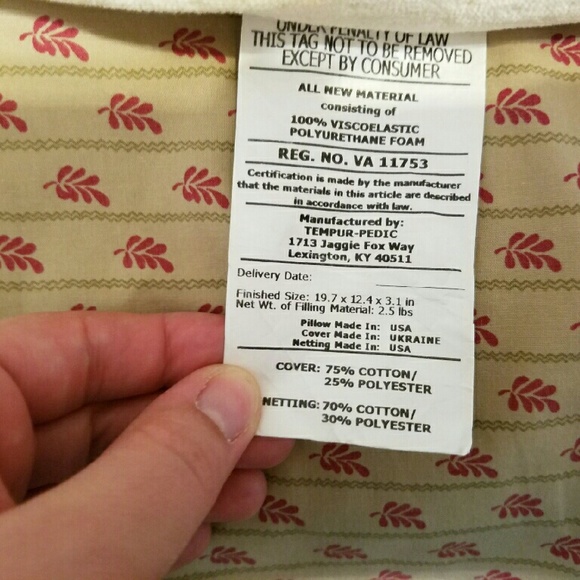 UNDER PENALTY OF LAW
THIS TAG NOT TO BE REMOVED
EXCEPT BY CONSUMER
ALL NEW MATERIAL
consisting of
100% VISCOELASTIC
POLYURETHANE FOAM
REG. NO. VA 11753
Certification is made by the manufacturer
that the materials in this article are described
in accordance with law.
Manufactured by:
TEMPUR-PEDIC
1713 Jaggie Fox Way
Lexington, KY 40511
Delivery Date:
Finished Size: 19.7 x 12.4 x 3.1 in
Net Wt. of Filling Material: 2.5 lbs
Pillow Made In: USA
Cover Made In: UKRAINE
Netting Made In: USA
COVER: 75% COTTON/
25% POLYESTER
NETTING: 70% COTTON/
30% POLYESTER